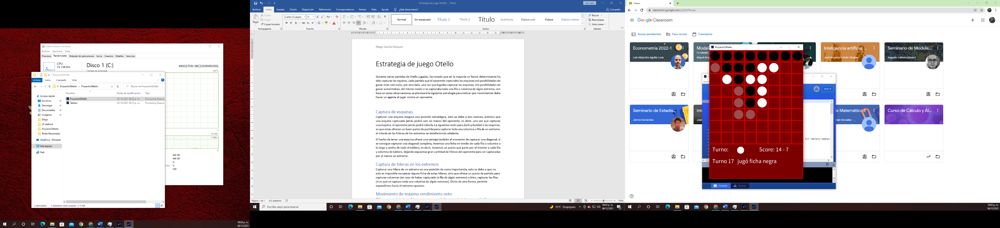 Administrador de tareas
Archivo Opciones Vista
Procesos Rendimiento Historial de aplicaciones Inicio Usuarios Detalles Servicios
CPU
2% 3.98 GHz
Disco 1 (C:)
KINGSTON SKC2500M8500G
Tiempo de actividad
100 %
ProyectoOthello
Archivo Inicio Compartir Vista
ProyectoOthello > ProyectoOthello
Buscar en ProyectoOthello
Nombre Fecha de modificación Tipo
ProyectoOthello 05/12/2021 08:29 p. m. Processing Source...
Tablero 05/12/2021 08:16 p. m. Processing Source...
Acceso rápido
Escritorio
Descargas
Documentos
Imágenes
Diego
LF method
ProyectoOthello
Redes Neuronales
OneDrive - Personal
Este equipo
Red
2 elementos 1 elemento seleccionado 2.15 KB
0
10 MB/s
7 MB/s
0
466 GB
466 GB
Sí
Sí
SSD
10:03 p. m.
06/12/2021
Estrategia de juego Othello - Word
Inic. ses.
Archivo Inicio Insertar Diseño Disposición Referencias Correspondencia Revisar Vista Ayuda ¿Qué desea hacer?
Compartir
Pegar
Cortar
Copiar
Copiar formato
Portapapeles
Calibri (Cuerpo) 11
N K S abc x₂ x²
Fuente
Párrafo
Normal
Sin espaciado
Título 1
Título 2
Título
Subtítulo
Énfasis sutil
Énfasis
Énfasis intenso
Estilos
Buscar
Reemplazar
Seleccionar
Edición
Diego García Vázquez
Estrategia de juego Otello
Durante varias partidas de Otello jugadas, he notado que en la mayoría un factor determinante ha
sido capturar las equinas, cada partida que el oponente capturaba las esquinas mis posibilidades de
ganar eran casi nulas, por otro lado, una vez que lograba capturar las esquinas, mis posibilidades de
ganar aumentaban, del mismo modo si se capturaba toda una fila o columna de algún extremo, con
base en estas observaciones se planteará la siguiente estrategia para indicar que movimientos debe
hacer un agente al jugar contra un oponente.
Captura de esquinas.
Capturar una esquina asegura una posición estratégica, esto se debe a dos razones, primero que
una esquina capturada jamás podrá caer en manos del oponente, es decir, una vez que capturas
una esquina, el oponente jamás podrá robarla. La siguiente razón para darle prioridad a las esquinas,
es que estas ofrecen un buen punto de partida para capturar toda una columna o fila de un extremo,
el interés en las hileras de los extremos se detallará más adelante.
El hecho de tener una esquina ofrece una ventaja también al momento de capturar una diagonal, si
se consigue capturar una diagonal completa, tenemos una ficha en medio de cada fila o columna a
lo largo y ancho de todo el tablero, es decir, tenemos un punto que parte por el interior a cada fila
y columna de tablero, dejando expuestas gran cantidad de hileras del oponente para ser capturadas
por al menos un extremo.
Captura de hileras en los extremos
Capturar una hilera de un extremo es una posición de suma importancia, esto se debe a que no
solo es imposible recuperar alguna ficha de estas hileras, sino que ofrece un punto de partida para
capturar columnas (en caso de haber capturado la fila de algún extremo) o bien, capturar las filas
(si es que se capturo toda una columna de algún extremo). Dicho de otra forma, permite
expandirnos hacia el extremo opuesto.
Movimiento de máximo rendimiento neto
Página 1 de 1 422 palabras
108%
Escribe aquí para buscar
15°C Despejado
10:03 p. m.
06/12/2021
Clases
classroom.google.com/u/0/h?hl=es
Google Classroom
Tareas pendientes Para revisar Calendario
Econometría 2022-1
Luis Alejandro Aguilar Luna
Inteligencia artificial ...
José de Jesús Falcón Vázquez
Seminario de Modela...
Augusto Cabrera Becerril
Seminario de Estadís...
Jimmy Hernández
Curso de Cálculo y Ál...
Java
3)* tablero.tamCas
Consola
Errores
ProyectoOthello
Turno: Score: 14 - 7
Turno 17 jugó ficha negra
10:03 p. m.
06/12/2021